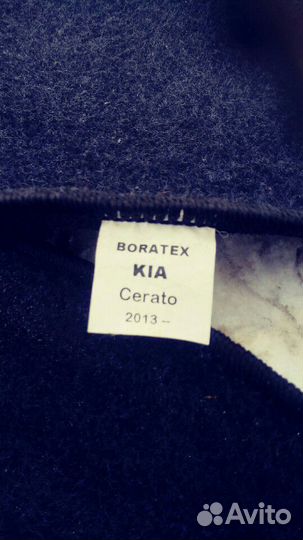 BORATEX
KIA
Cerato
2013 –
Avito